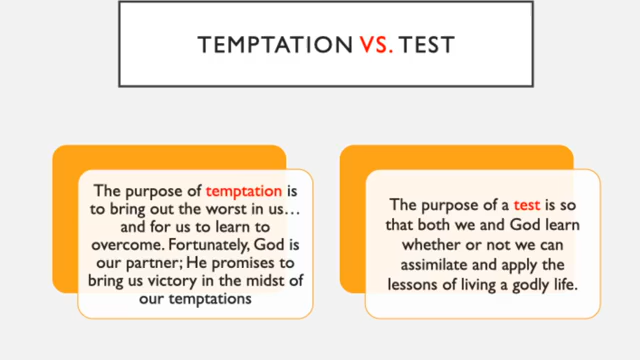 TEMPTATION VS. TEST
The purpose of temptation is
to bring out the worst in us...
and for us to learn to
overcome. Fortunately, God is
our partner; He promises to
bring us victory in the midst of
our temptations
The purpose of a test is so
that both we and God learn
whether or not we can
assimilate and apply the
lessons of living a godly life.